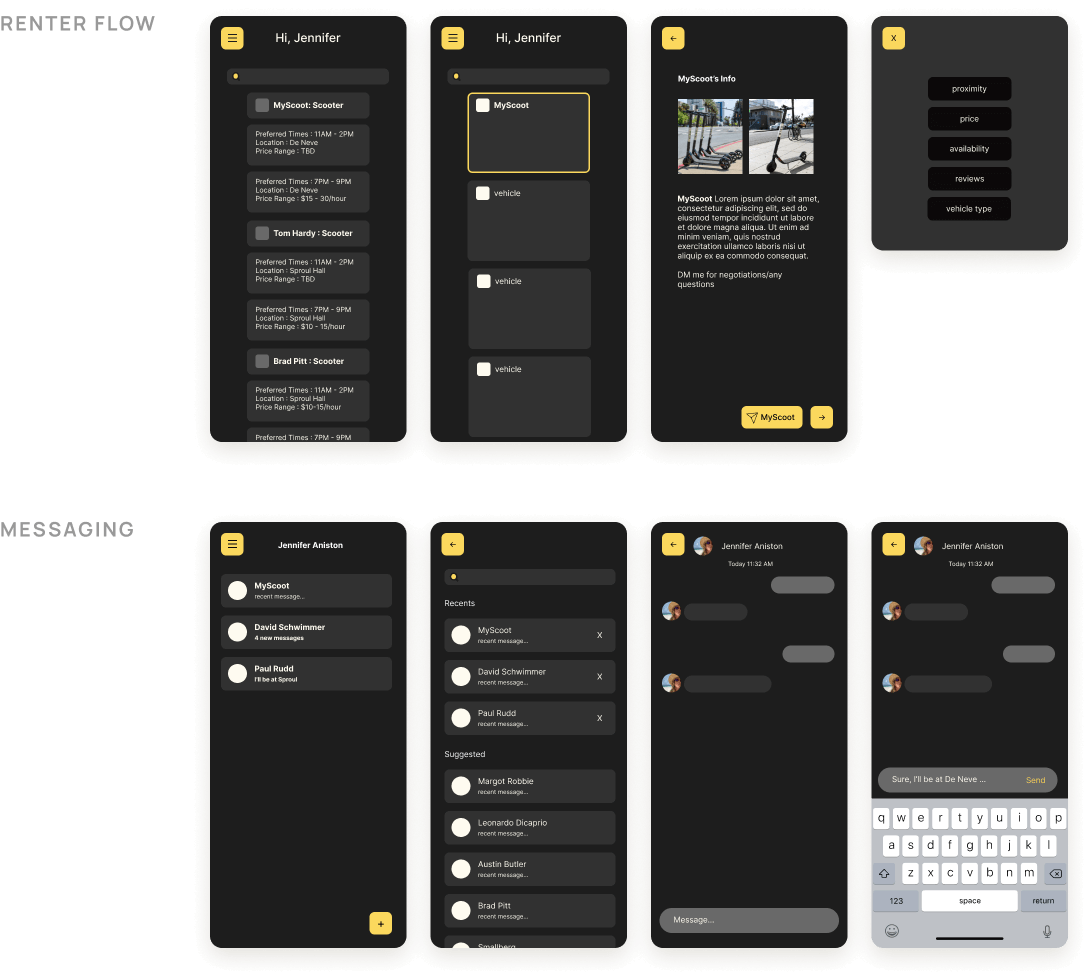 RENTER FLOW
Hi, Jennifer
MyScoot: Scooter
Preferred Times : 11AM - 2PM
Location : De Neve
Price Range : TBD
Preferred Times : 7PM - 9PM
Location : De Neve
Price Range : $15 - 30/hour
Tom Hardy : Scooter
Preferred Times : 11AM - 2PM
Location : Sproul Hall
Price Range : TBD
Preferred Times : 7PM - 9PM
Location : Sproul Hall
Price Range : $10 - 15/hour
Brad Pitt : Scooter
Preferred Times : 11AM - 2PM
Location : Sproul Hall
Price Range : $10-15/hour
Preferred Times : 7PM - 9PM
Hi, Jennifer
MyScoot
vehicle
vehicle
vehicle
MyScoot's Info
MyScoot Lorem ipsum dolor sit amet,
consectetur adipiscing elit, sed do
eiusmod tempor incididunt ut labore
et dolore magna aliqua. Ut enim ad
minim veniam, quis nostrud
exercitation ullamco laboris nisi ut
aliquip ex ea commodo consequat.
DM me for negotiations/any
questions
MyScoot
X
proximity
price
availability
reviews
vehicle type
MESSAGING
Jennifer Aniston
MyScoot
recent message...
David Schwimmer
4 new messages
Paul Rudd
I'll be at Sproul
+
Recents
MyScoot
recent message...
X
David Schwimmer
recent message...
X
Paul Rudd
recent message...
X
Suggested
Margot Robbie
recent message...
Leonardo Dicaprio
recent message...
Austin Butler
recent message...
Brad Pitt
recent message...
Smallberg
Jennifer Aniston
Today 11:32 AM
Message...
Jennifer Aniston
Today 11:32 AM
Sure, I'll be at De Neve ...
Send
q w e r t y u i o p
a s d f g h j k l
z x c v b n m
123 space return